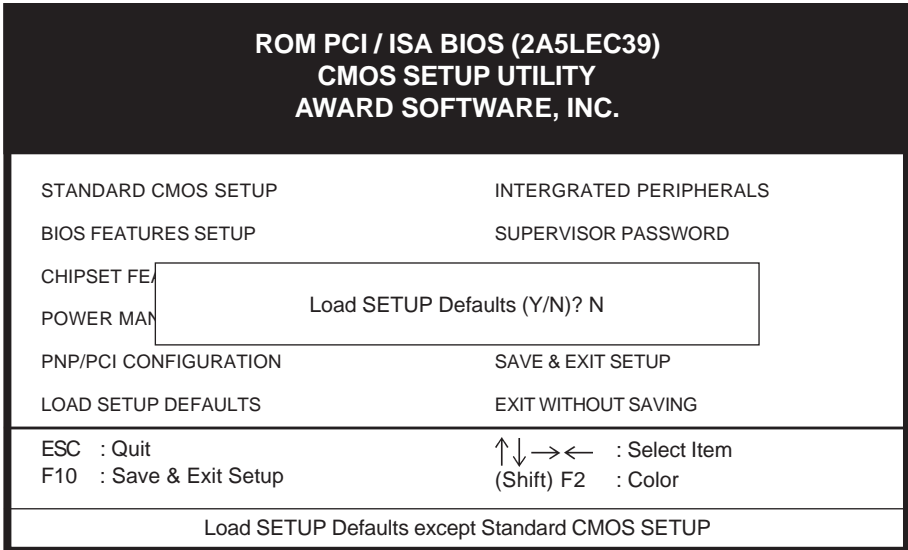 ROM PCI / ISA BIOS (2A5LEC39)
CMOS SETUP UTILITY
AWARD SOFTWARE, INC.
STANDARD CMOS SETUP
INTERGRATED PERIPHERALS
BIOS FEATURES SETUP
SUPERVISOR PASSWORD
CHIPSET
Load SETUP Defaults (Y/N)? N
POWER
PNP/PCI CONFIGURATION
SAVE & EXIT SETUP
LOAD SETUP DEFAULTS
EXIT WITHOUT SAVING
ESC : Quit
↑↓→← : Select Item
F10 : Save & Exit Setup
(Shift) F2 : Color
Load SETUP Defaults except Standard CMOS SETUP